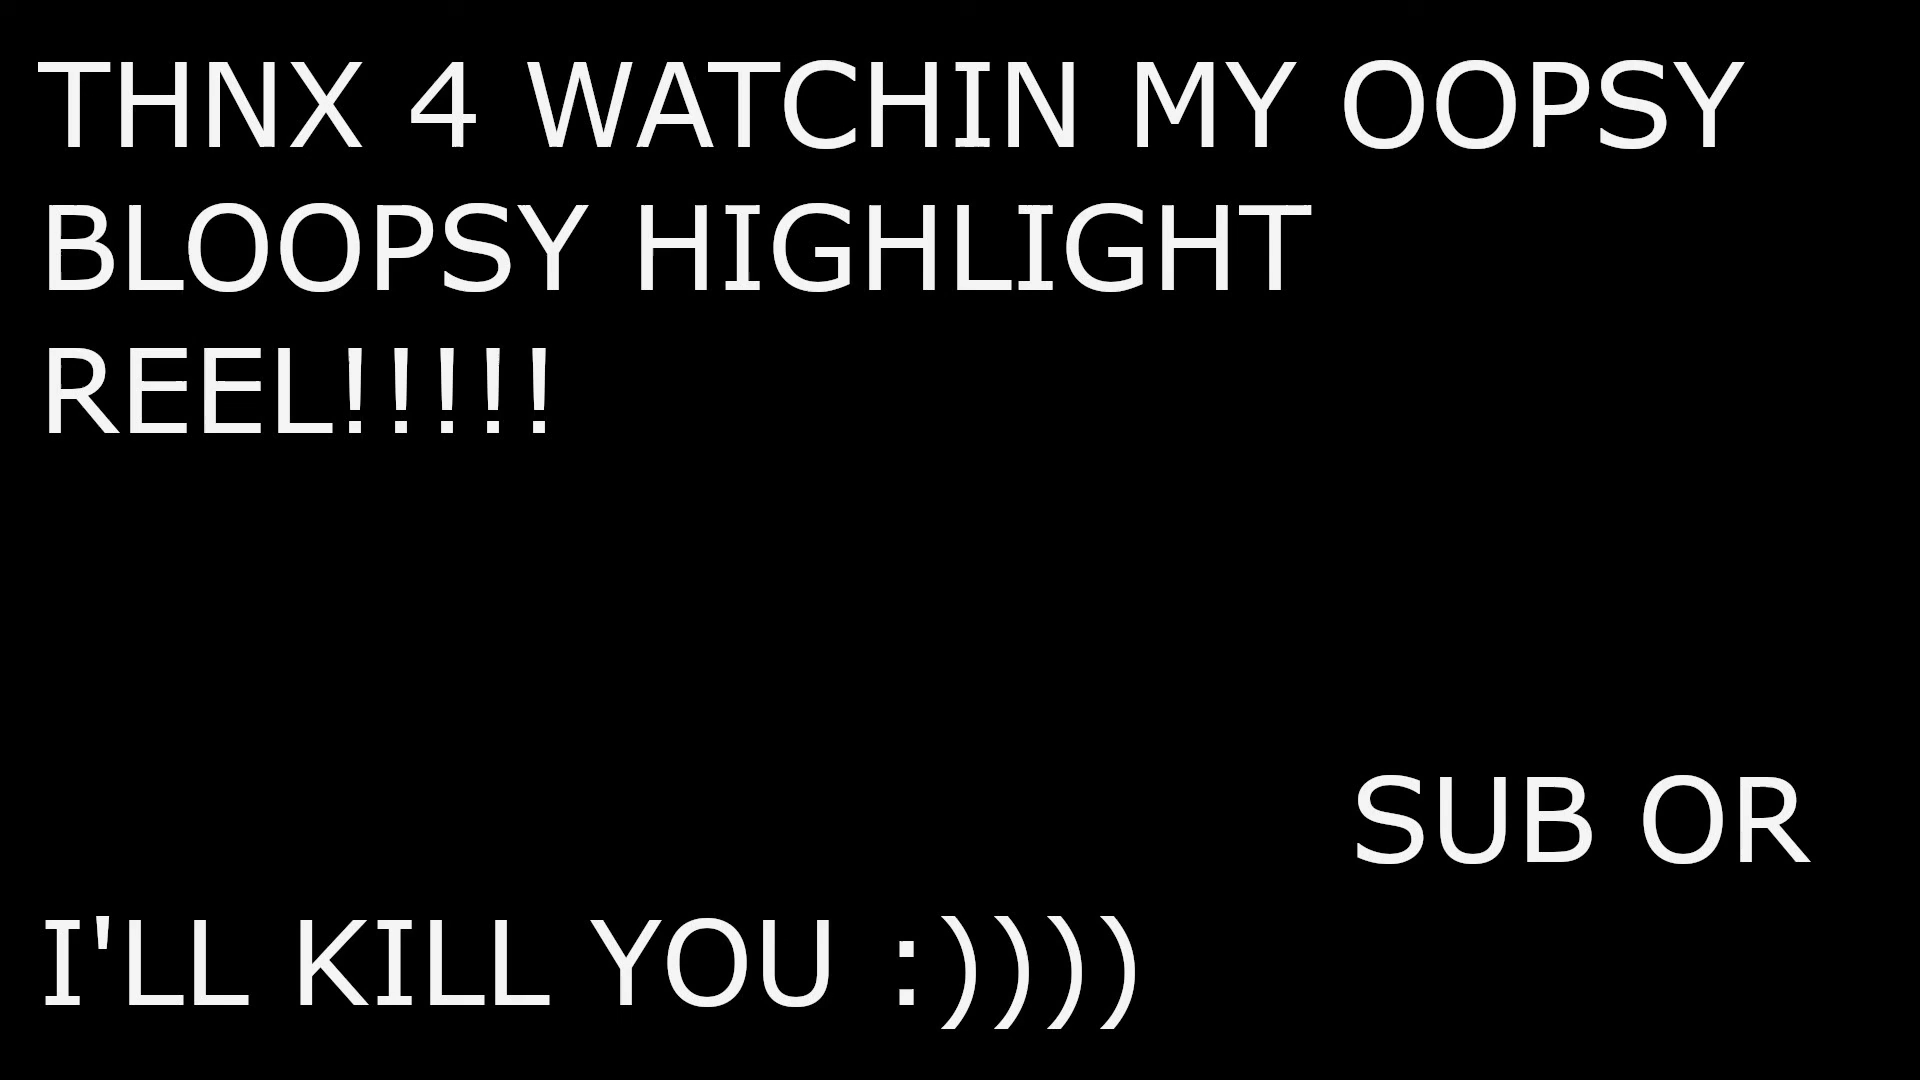 THNX 4 WATCHIN MY OOPSY
BLOOPSY HIGHLIGHT
REEL!!!!!
SUB OR
I'LL KILL YOU :))))